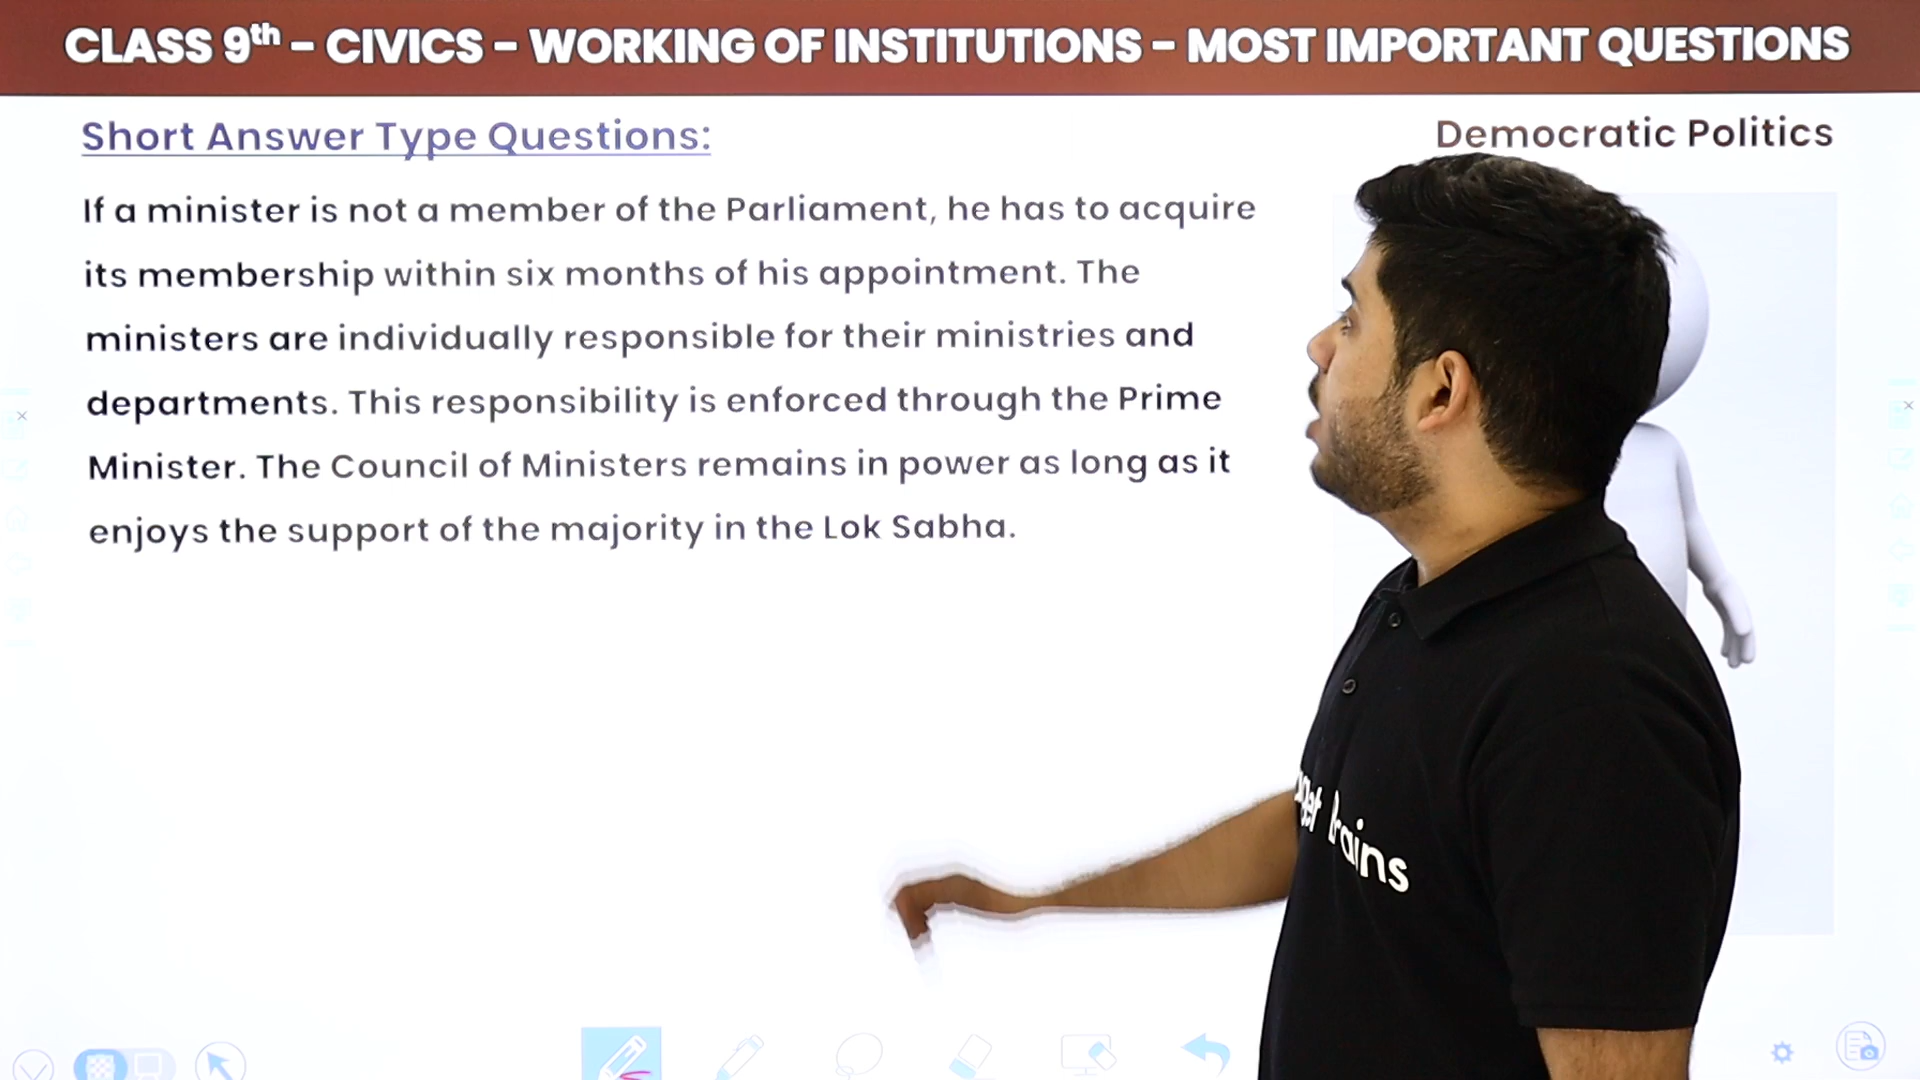 CLASS 9th – CIVICS – WORKING OF INSTITUTIONS – MOST IMPORTANT QUESTIONS
Short Answer Type Questions:
Democratic Politics
If a minister is not a member of the Parliament, he has to acquire
its membership within six months of his appointment. The
ministers are individually responsible for their ministries and
departments. This responsibility is enforced through the Prime
Minister. The Council of Ministers remains in power as long as it
enjoys the support of the majority in the Lok Sabha.
Brains